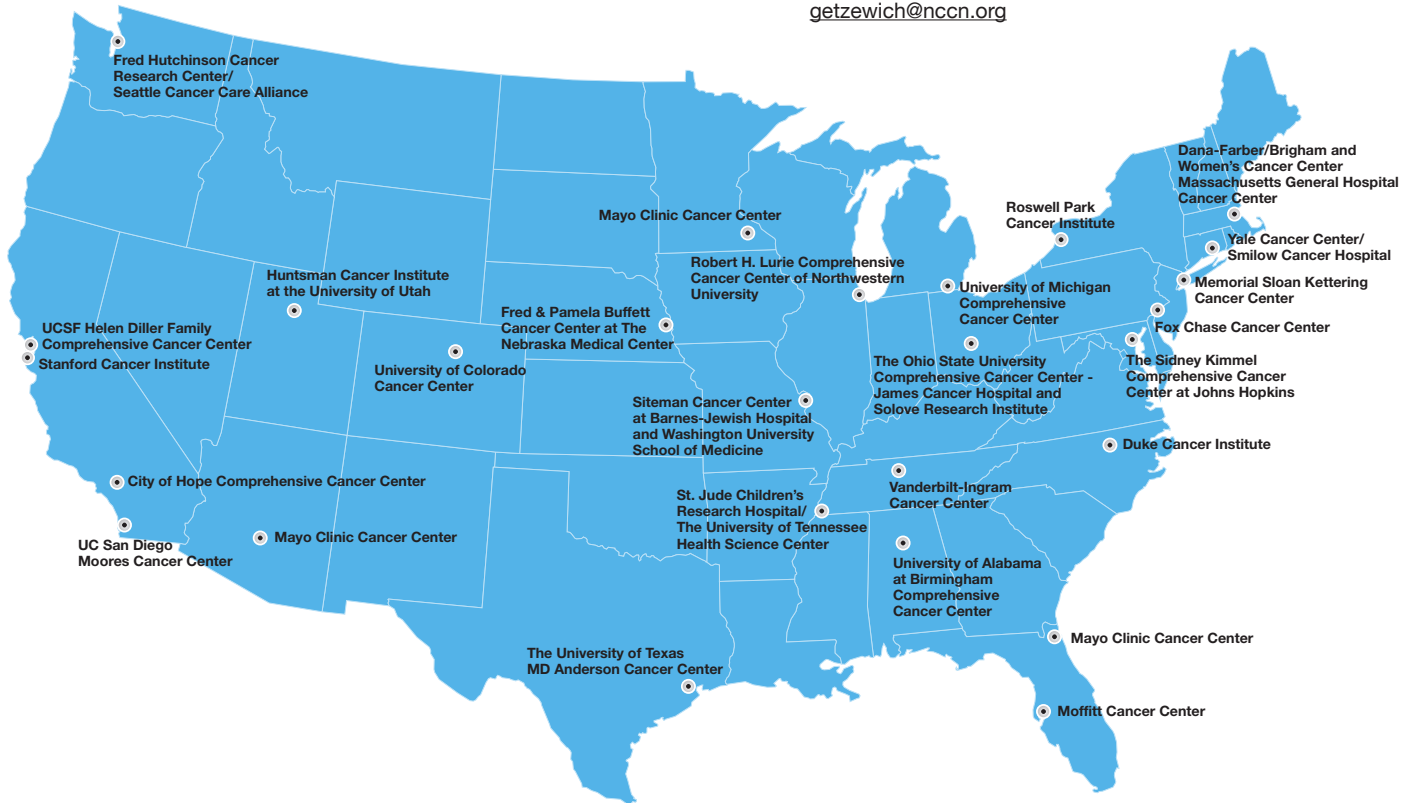 getzewich@nccn.org
Fred Hutchinson Cancer
Research Center/
Seattle Cancer Care Alliance
Dana-Farber/Brigham and
Women's Cancer Center
Massachusetts General Hospital
Cancer Center
Roswell Park
Cancer Institute
Mayo Clinic Cancer Center
Yale Cancer Center/
Smilow Cancer Hospital
Robert H. Lurie Comprehensive
Cancer Center of Northwestern
University
Huntsman Cancer Institute
at the University of Utah
Memorial Sloan Kettering
Cancer Center
University of Michigan
Comprehensive
Cancer Center
Fred & Pamela Buffett
Cancer Center at The
Nebraska Medical Center
Fox Chase Cancer Center
UCSF Helen Diller Family
Comprehensive Cancer Center
Stanford Cancer Institute
University of Colorado
Cancer Center
The Ohio State University
Comprehensive Cancer Center -
James Cancer Hospital and
Solove Research Institute
The Sidney Kimmel
Comprehensive Cancer
Center at Johns Hopkins
Siteman Cancer Center
at Barnes-Jewish Hospital
and Washington University
School of Medicine
Duke Cancer Institute
City of Hope Comprehensive Cancer Center
Vanderbilt-Ingram
Cancer Center
St. Jude Children's
Research Hospital/
The University of Tennessee
Health Science Center
Mayo Clinic Cancer Center
UC San Diego
Moores Cancer Center
University of Alabama
at Birmingham
Comprehensive
Cancer Center
Mayo Clinic Cancer Center
The University of Texas
MD Anderson Cancer Center
Moffitt Cancer Center